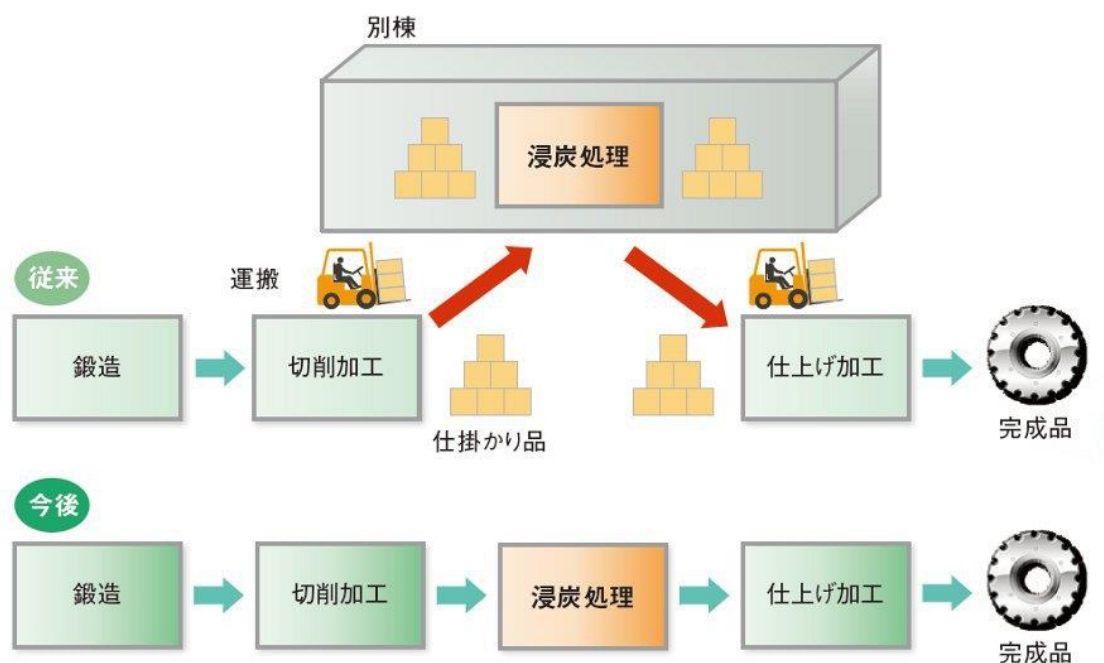 別棟
浸炭処理
従来
運搬
鍛造
切削加工
仕掛かり品
仕上げ加工
完成品
今後
鍛造
切削加工
浸炭処理
仕上げ加工
完成品